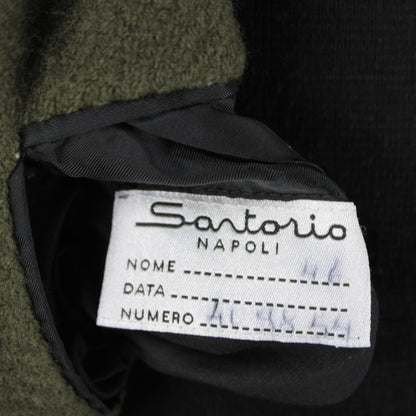 Sartorio
NAPOLI
NOME
DATA
NUMERO